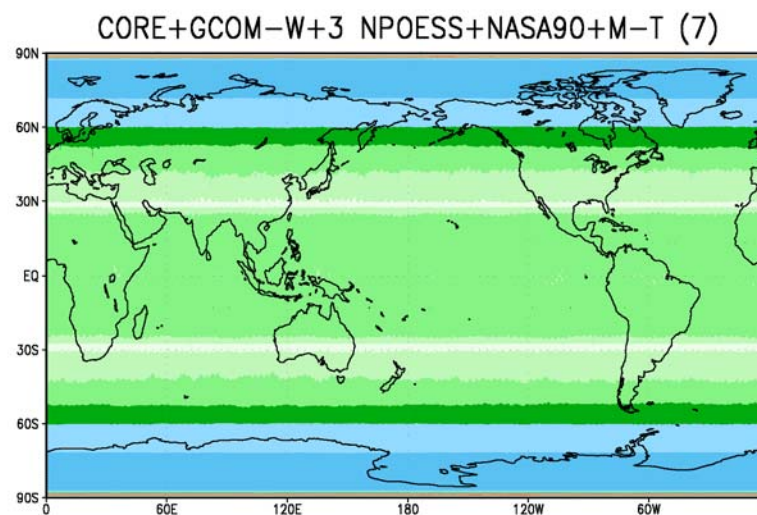 CORE+GCOM-W+3 NPOESS+NASA90+M-T (7)
90N
60N
30N
EQ
30S
60S
90S
0 60E 120E 180 120W 60W